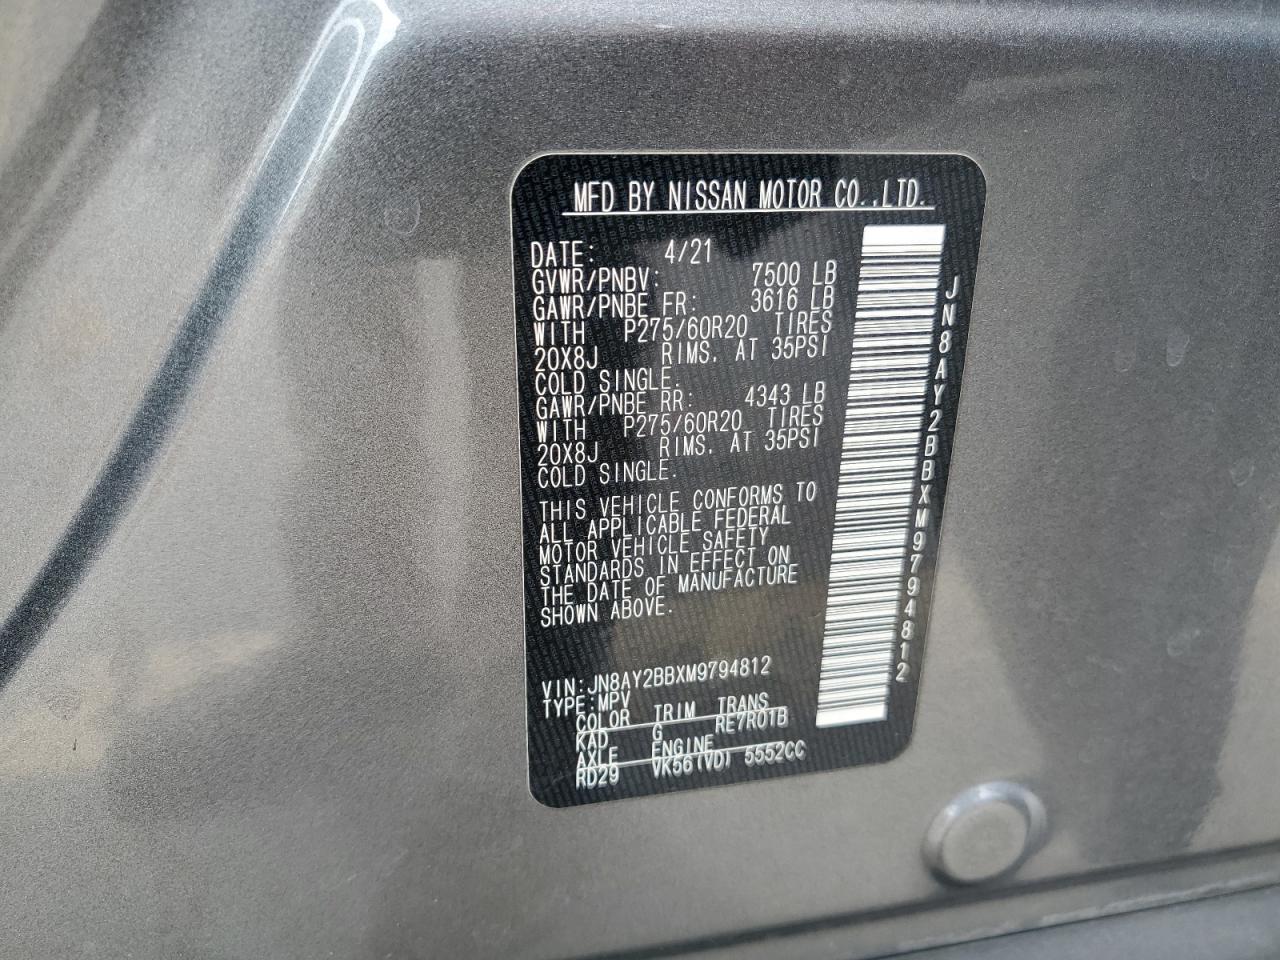 MFD BY NISSAN MOTOR CO.,LTD.
DATE: 4/21
GVWR/PNBV: 7500 LB
GAWR/PNBE FR: 3616 LB
WITH P275/60R20 TIRES
20X8J RIMS. AT 35PSI
COLD SINGLE.
GAWR/PNBE RR: 4343 LB
WITH P275/60R20 TIRES
20X8J RIMS. AT 35PSI
COLD SINGLE.
THIS VEHICLE CONFORMS TO
ALL APPLICABLE FEDERAL
MOTOR VEHICLE SAFETY
STANDARDS IN EFFECT ON
THE DATE OF MANUFACTURE
SHOWN ABOVE.
VIN:JN8AY2BBXM9794812
TYPE:MPV
COLOR TRIM TRANS
KAD G RE7R01B
AXLE ENGINE
RD29 VK56(VD) 5552CC
JN8AY2BBXM9794812